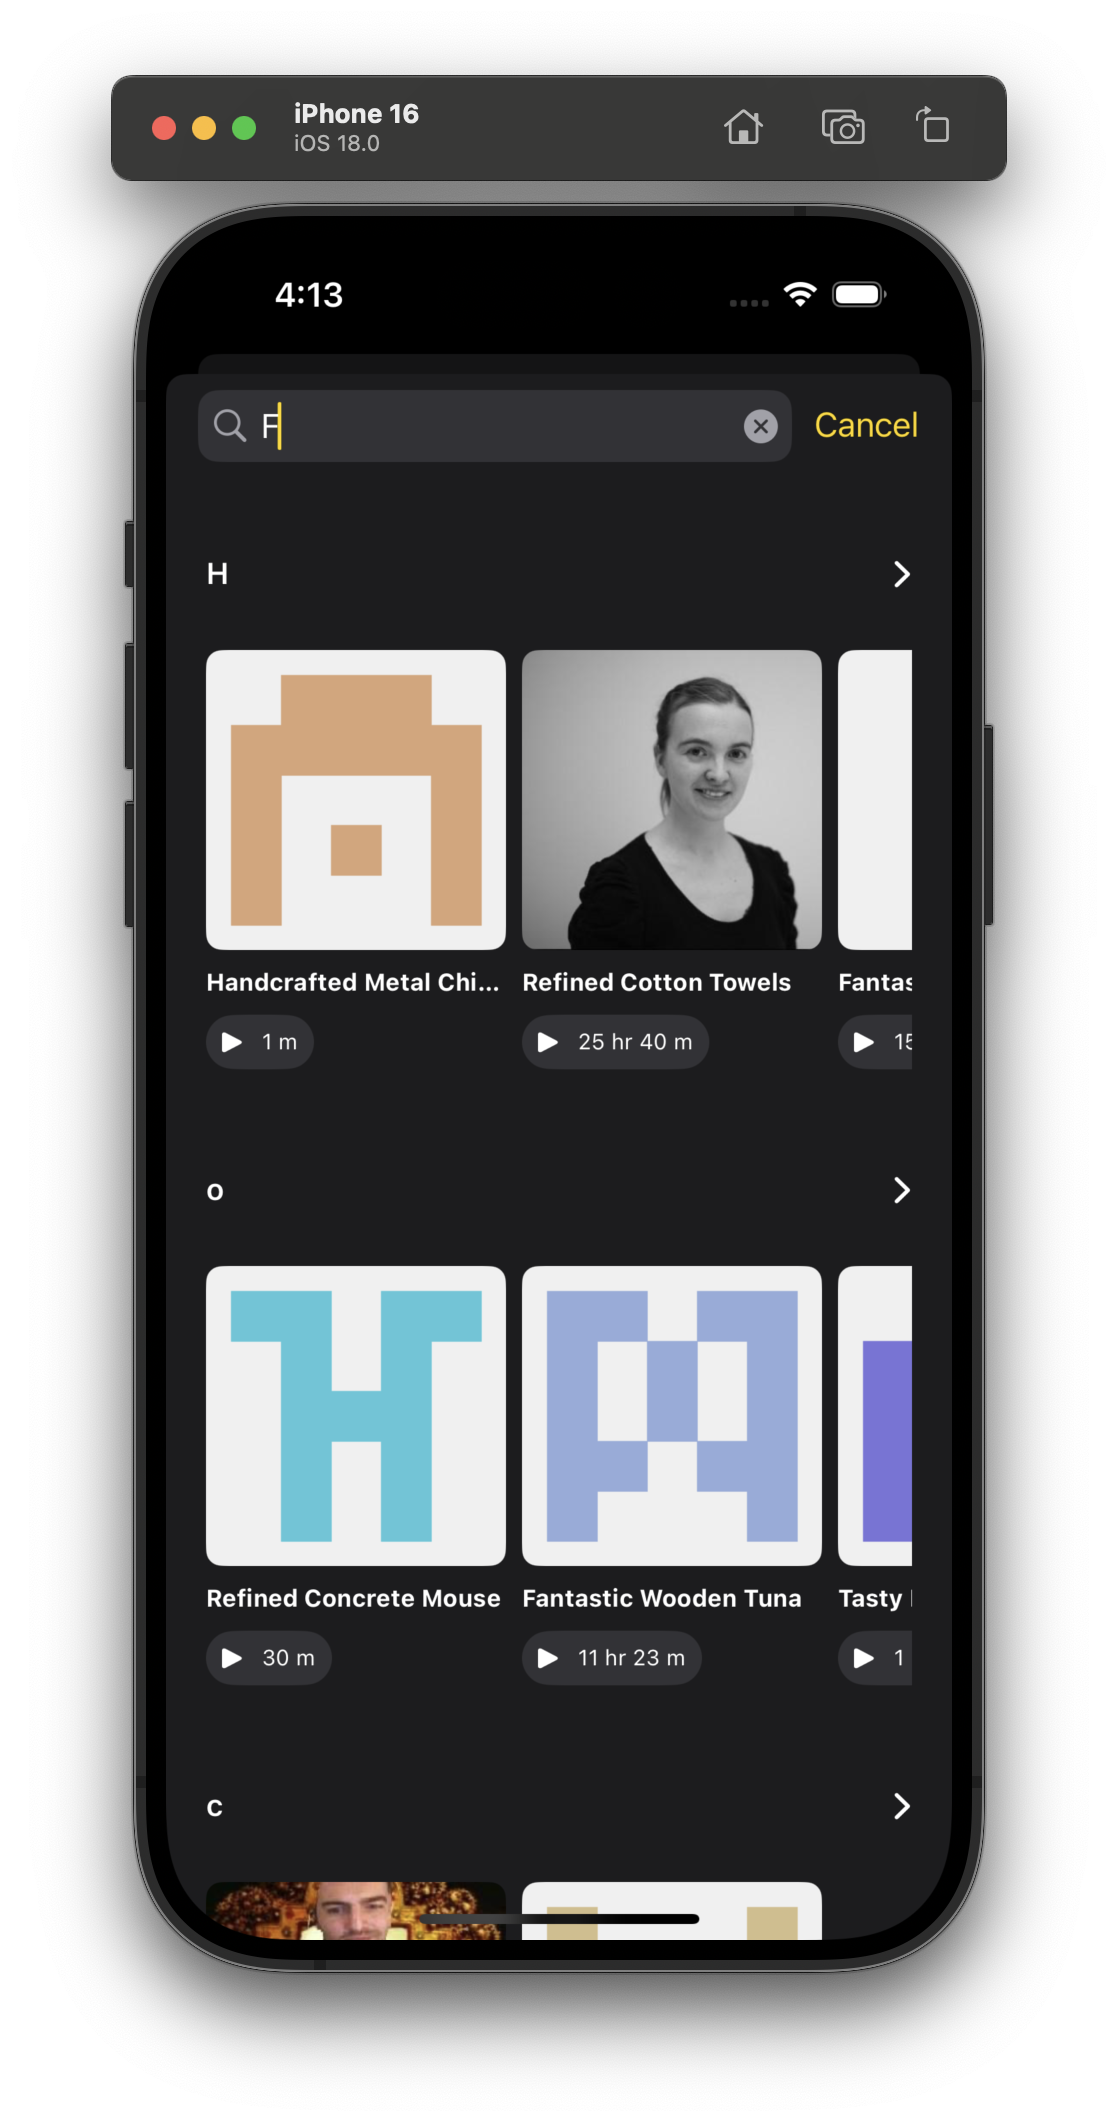 iPhone 16
iOS 18.0
4:13
F
Cancel
H
Handcrafted Metal Chi...
Refined Cotton Towels
Fantas
1 m
25 hr 40 m
15
o
Refined Concrete Mouse
Fantastic Wooden Tuna
Tasty
30 m
11 hr 23 m
1
c